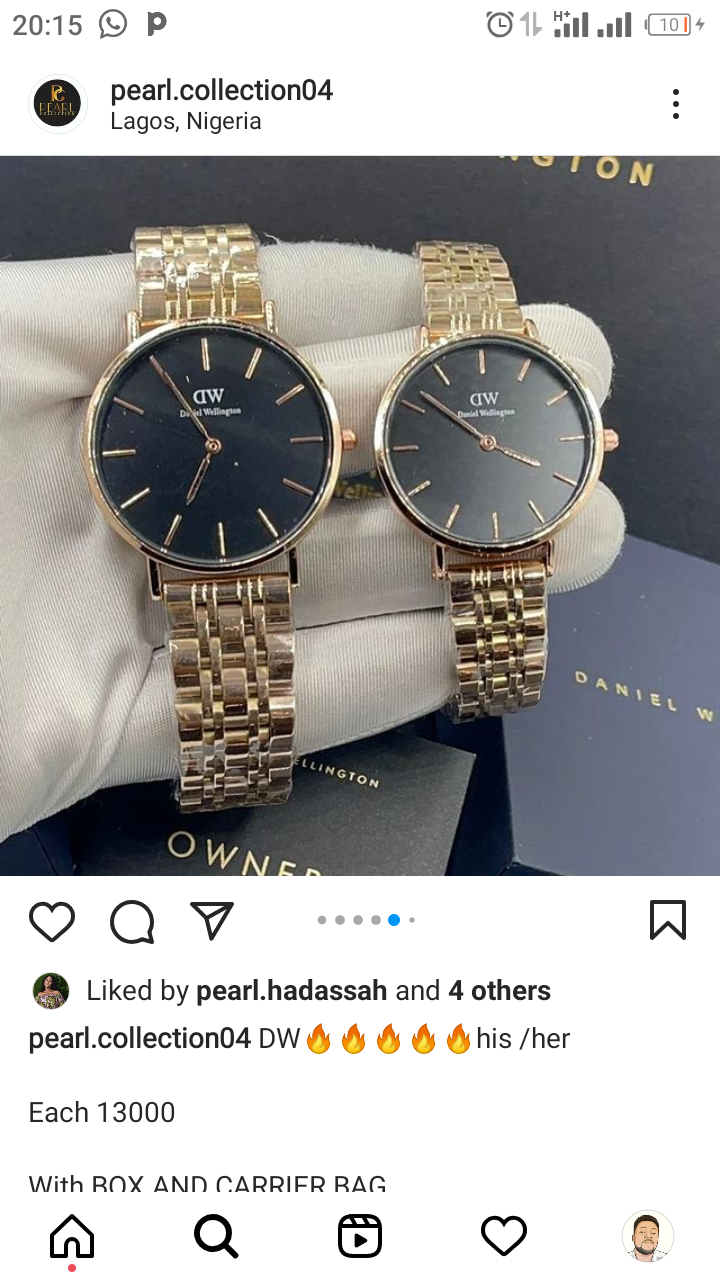 20:15
H+
10
pearl.collection04
Lagos, Nigeria
NGTON
DW
Daniel Wellington
DW
Daniel Wellington
DANIEL W
ELLINGTON
OWNER
Liked by pearl.hadassah and 4 others
pearl.collection04 DW🔥🔥🔥🔥🔥his /her
Each 13000
With BOX AND CARRIER BAG